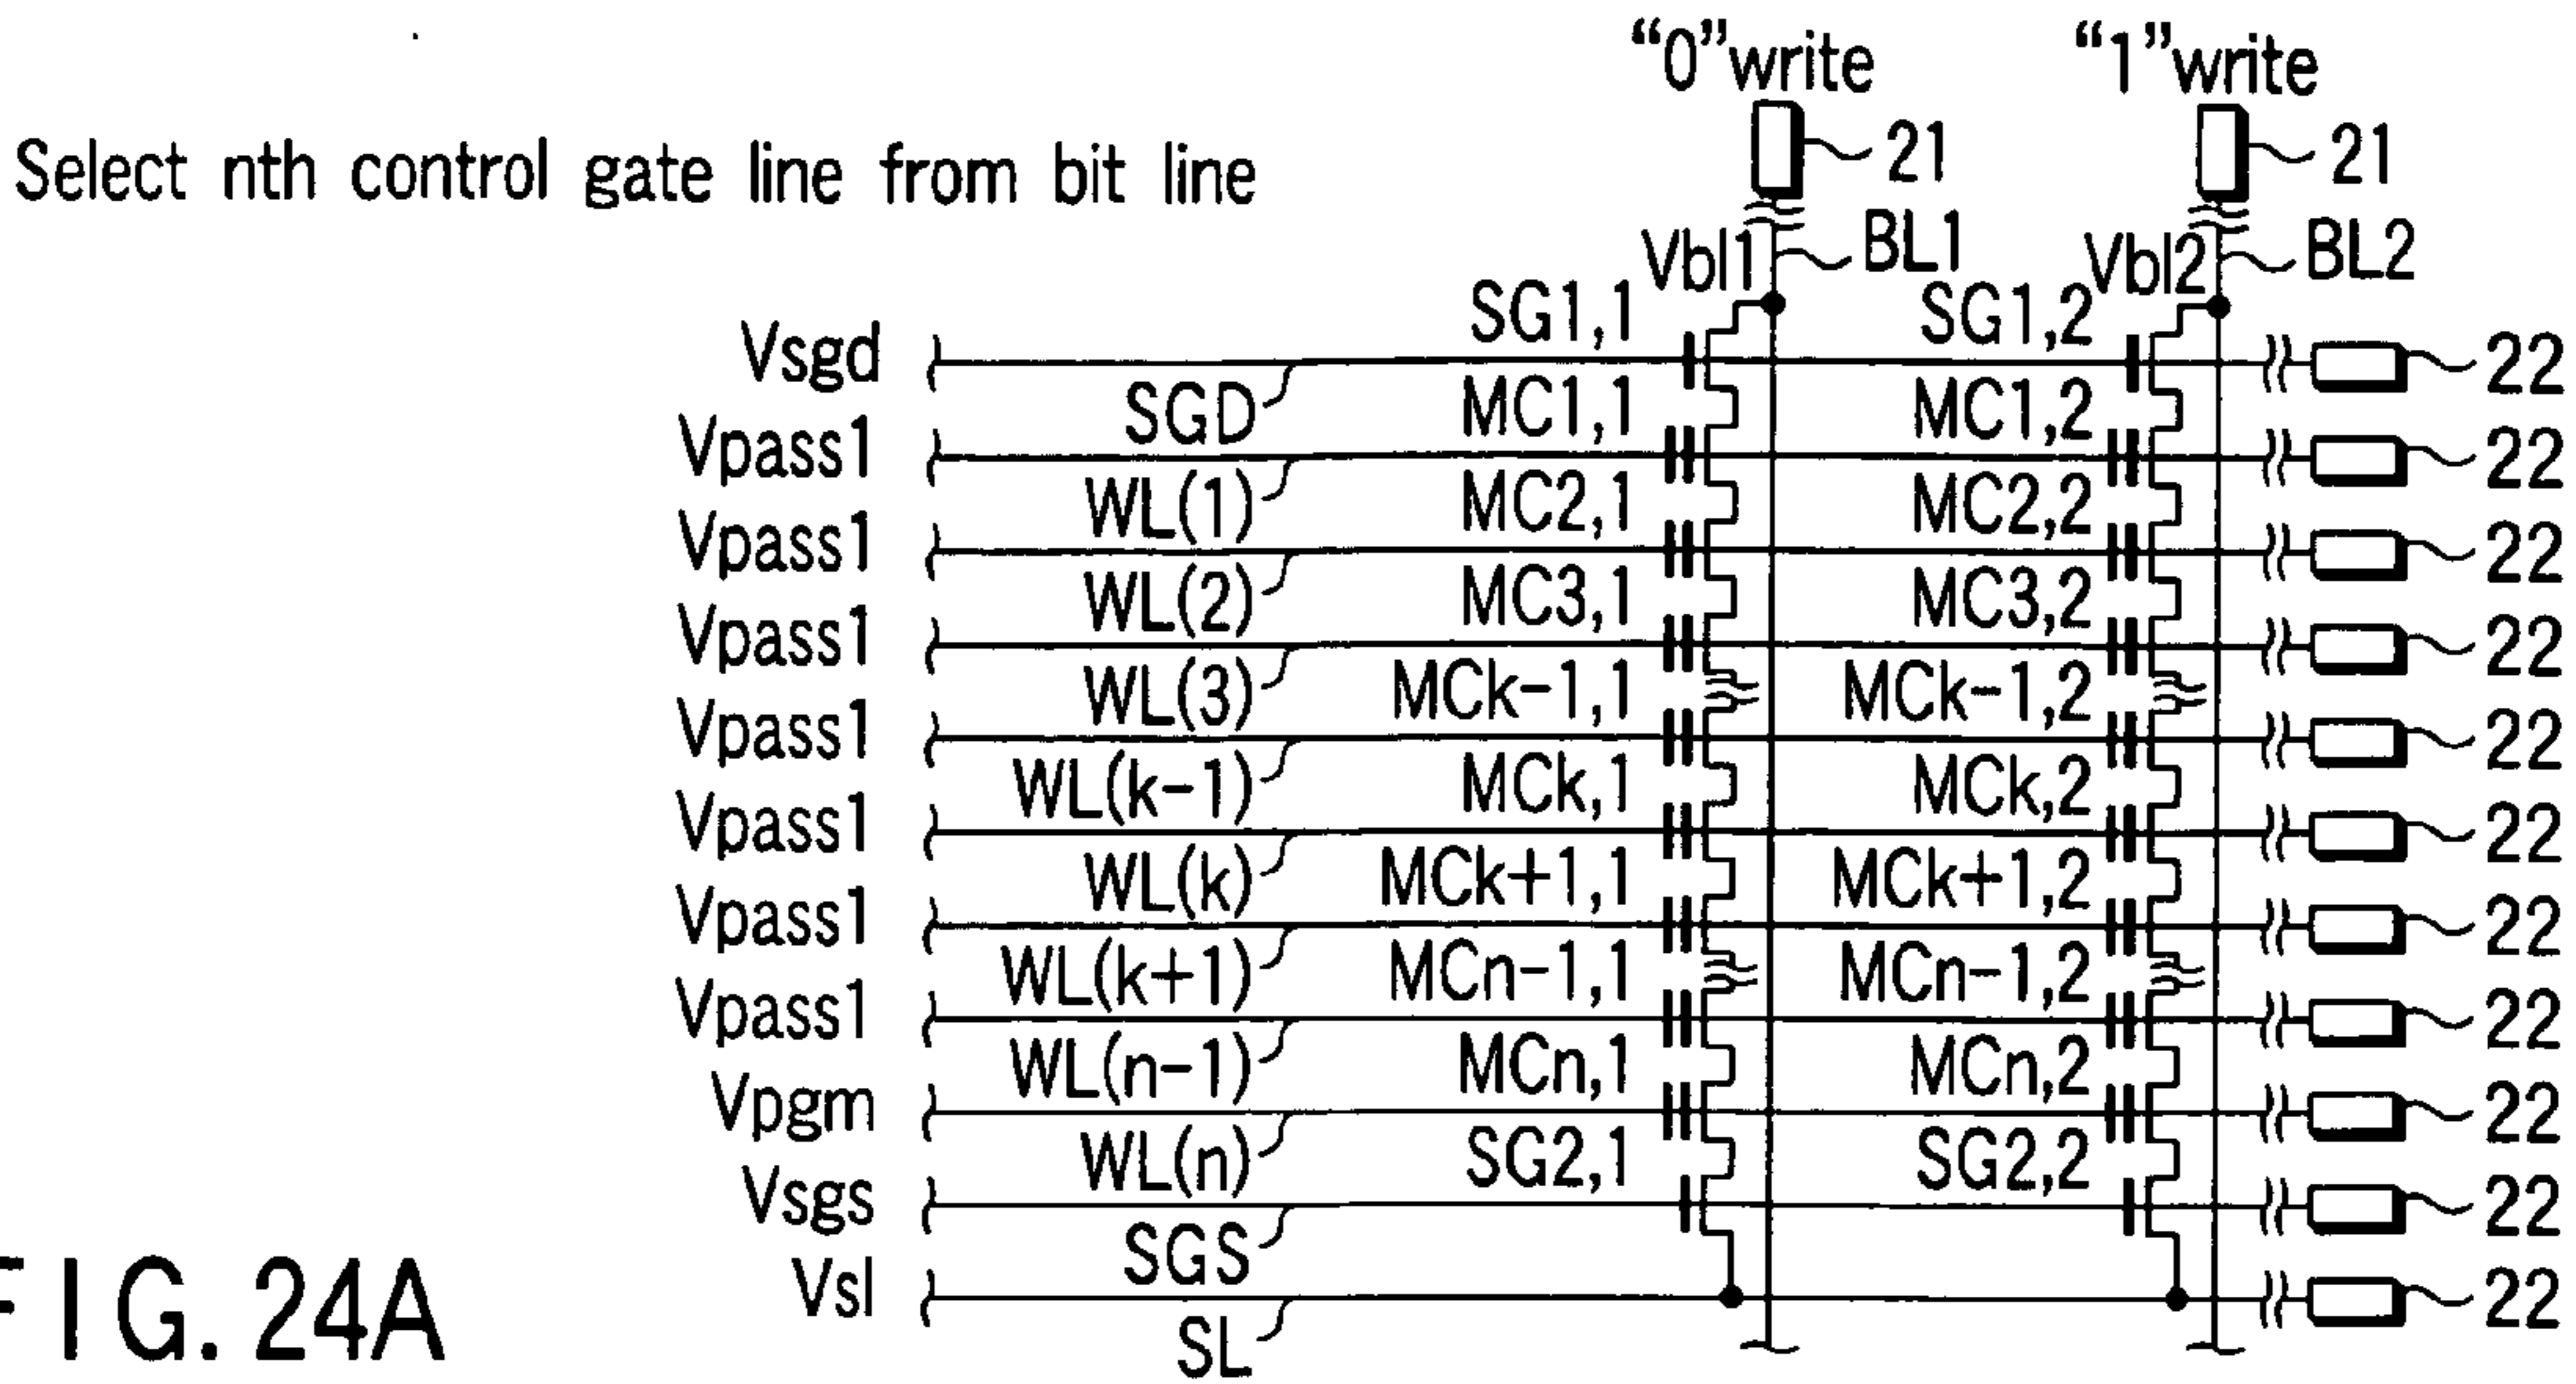 “0”write “1”write
21 21
Select nth control gate line from bit line
Vbl1 BL1 Vbl2 BL2
SG1,1 SG1,2
Vsgd 22
SGD MC1,1 MC1,2
Vpass1 22
WL(1) MC2,1 MC2,2
Vpass1 22
WL(2) MC3,1 MC3,2
Vpass1 22
WL(3) MCk-1,1 MCk-1,2
Vpass1 22
WL(k-1) MCk,1 MCk,2
Vpass1 22
WL(k) MCk+1,1 MCk+1,2
Vpass1 22
WL(k+1) MCn-1,1 MCn-1,2
Vpass1 22
WL(n-1) MCn,1 MCn,2
Vpgm 22
WL(n) SG2,1 SG2,2
Vsgs 22
SGS
Vsl 22
SL
FIG. 24A